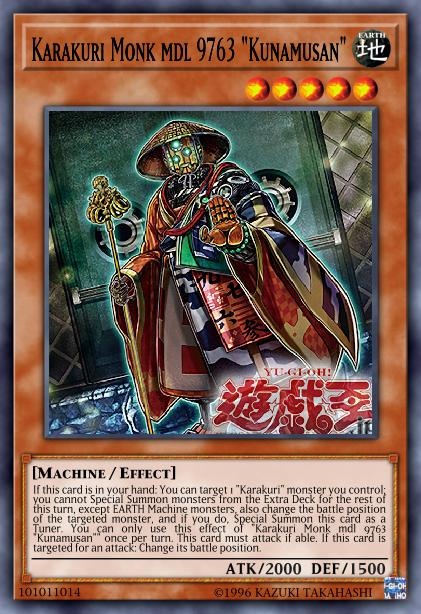 KARAKURI MONK MDL 9763 "KUNAMUSAN"
EARTH
地
九
七
六
参
YU-GI-OH!
遊戯王
[MACHINE / EFFECT]
If this card is in your hand: You can target 1 "Karakuri" monster you control;
you cannot Special Summon monsters from the Extra Deck for the rest of
this turn, except EARTH Machine monsters, also change the battle position
of the targeted monster, and if you do, Special Summon this card as a
Tuner. You can only use this effect of "Karakuri Monk mdl 9763
"Kunamusan"" once per turn. This card must attack if able. If this card is
targeted for an attack: Change its battle position.
ATK/2000 DEF/1500
101011014
©1996 KAZUKI TAKAHASHI